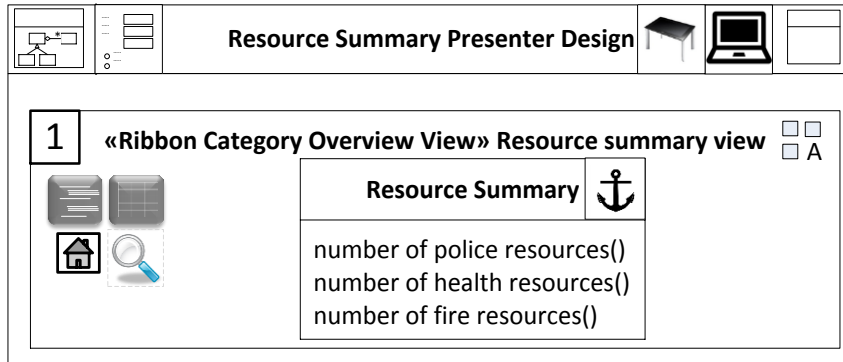 Resource Summary Presenter Design
1
«Ribbon Category Overview View» Resource summary view
A
Resource Summary
number of police resources()
number of health resources()
number of fire resources()